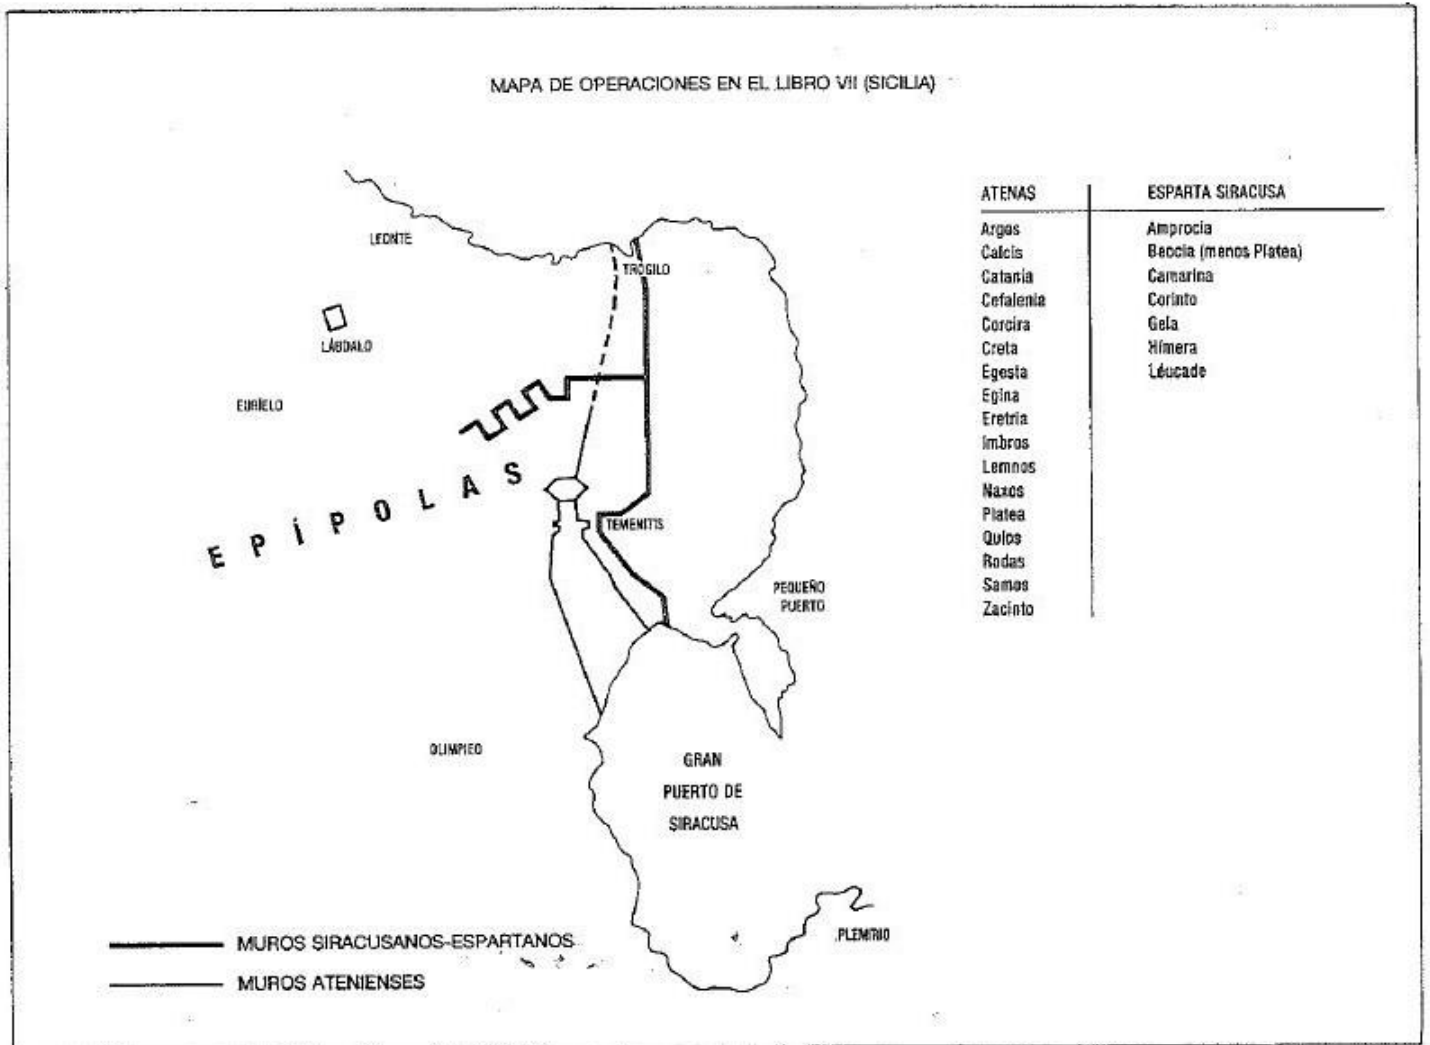 MAPA DE OPERACIONES EN EL LIBRO VII (SICILIA)
LEONTE
TROGILO
LÁBDALO
EURÍELO
EPÍPOLAS
TEMENITIS
PEQUEÑO
PUERTO
OLIMPIEO
GRAN
PUERTO DE
SIRACUSA
PLEMIRIO
ATENAS
Argos
Calcis
Catania
Cefalenia
Corcira
Creta
Egesta
Egina
Eretria
Imbros
Lemnos
Naxos
Platea
Quíos
Rodas
Samos
Zacinto
ESPARTA SIRACUSA
Amprocia
Beocia (menos Platea)
Camarina
Corinto
Gela
Hímera
Léucade
MUROS SIRACUSANOS-ESPARTANOS
MUROS ATENIENSES